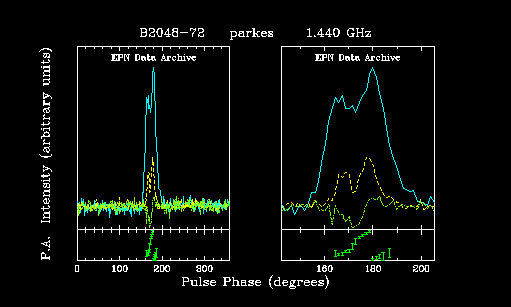 B2048-72 parkes 1.440 GHz
EPN Data Archive EPN Data Archive
P.A. Intensity (arbitrary units)
0 100 200 300 160 180 200
Pulse Phase (degrees)